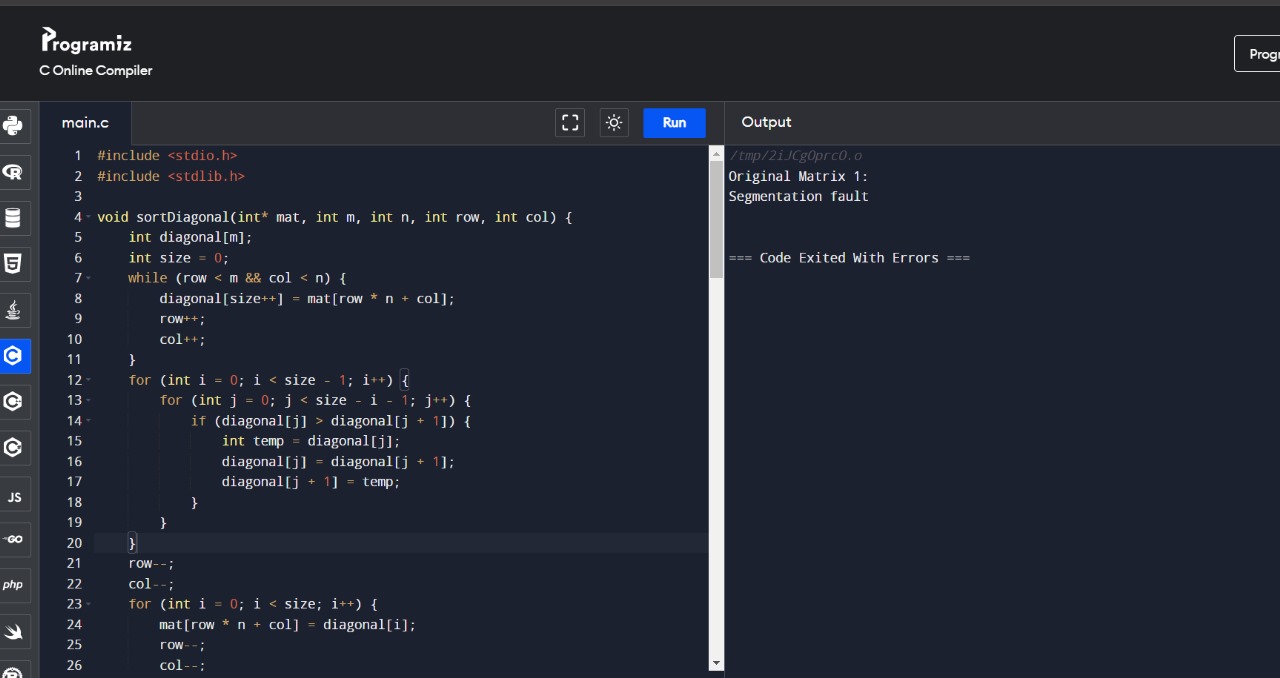 Programiz
C Online Compiler
Progr
main.c
Run
Output
1 #include <stdio.h>
2 #include <stdlib.h>
3
4 void sortDiagonal(int* mat, int m, int n, int row, int col) {
5     int diagonal[m];
6     int size = 0;
7     while (row < m && col < n) {
8         diagonal[size++] = mat[row * n + col];
9         row++;
10         col++;
11     }
12     for (int i = 0; i < size - 1; i++) {
13         for (int j = 0; j < size - i - 1; j++) {
14             if (diagonal[j] > diagonal[j + 1]) {
15                 int temp = diagonal[j];
16                 diagonal[j] = diagonal[j + 1];
17                 diagonal[j + 1] = temp;
18             }
19         }
20     }
21     row--;
22     col--;
23     for (int i = 0; i < size; i++) {
24         mat[row * n + col] = diagonal[i];
25         row--;
26         col--;
/tmp/2iJCgOprcO.o
Original Matrix 1:
Segmentation fault
=== Code Exited With Errors ===
R
5
C
C
C
JS
GO
php